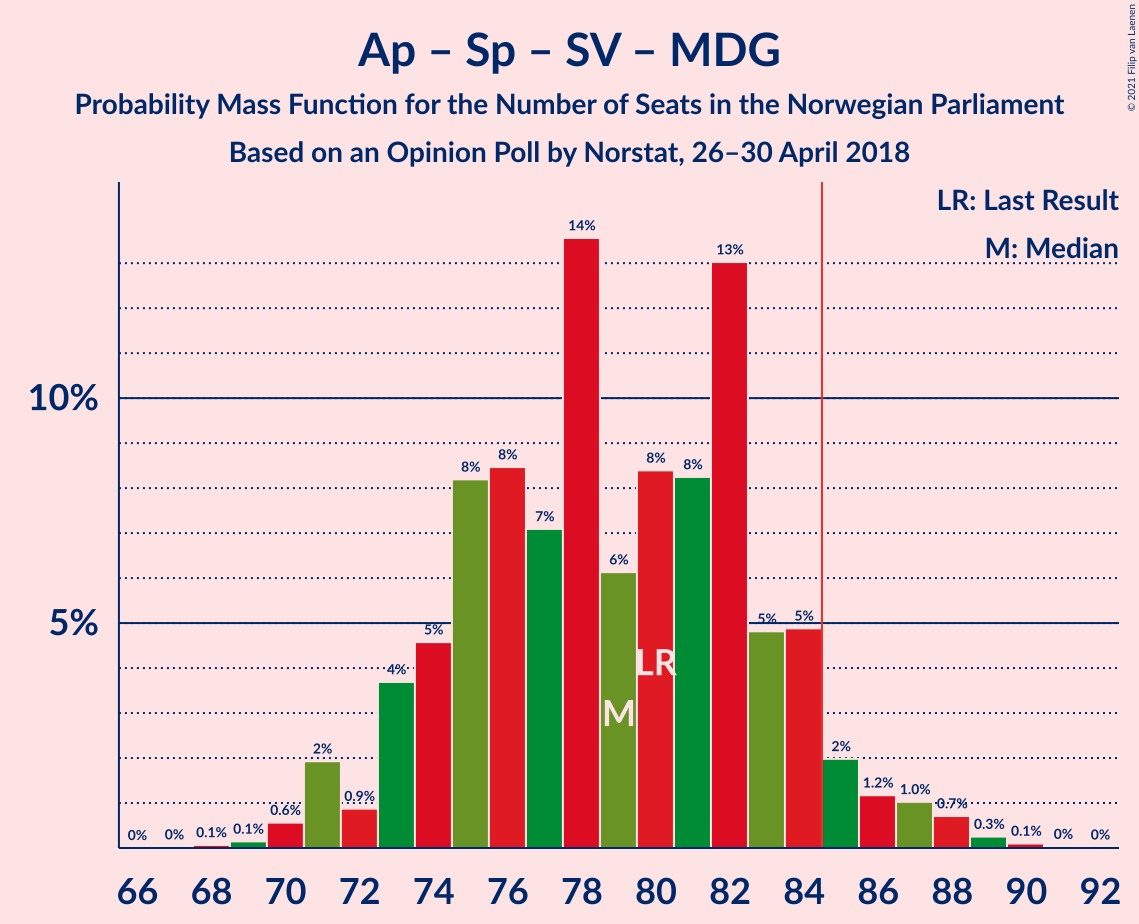 Ap – Sp – SV – MDG
Probability Mass Function for the Number of Seats in the Norwegian Parliament
Based on an Opinion Poll by Norstat, 26–30 April 2018
© 2021 Filip van Laenen
LR: Last Result
M: Median
10%
5%
0% 0% 0.1% 0.1% 0.6% 2% 0.9% 4% 5% 8% 8% 7% 14% 6% 8% 8% 13% 5% 5% 2% 1.2% 1.0% 0.7% 0.3% 0.1% 0% 0%
LR
M
66 68 70 72 74 76 78 80 82 84 86 88 90 92